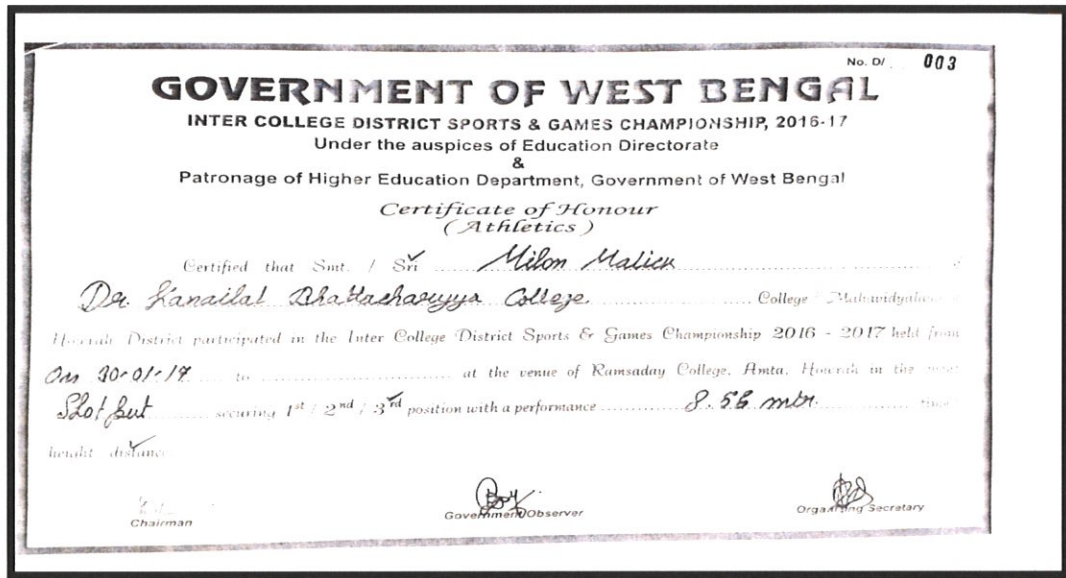 No. D/ 003
GOVERNMENT OF WEST BENGAL
INTER COLLEGE DISTRICT SPORTS & GAMES CHAMPIONSHIP, 2016-17
Under the auspices of Education Directorate
&
Patronage of Higher Education Department, Government of West Bengal
Certificate of Honour
(Athletics)
Certified that Smt. / Sri Milon Malick
Dr. Kanailal Bhattacharyya College. College / Mahavidyalaya
Howrah District participated in the Inter College District Sports & Games Championship 2016 - 2017 held from
On 30-01-17 to at the venue of Ramsaday College, Amta, Howrah in the
Shot put securing 1st / 2nd / 3rd position with a performance 8.56 mtr. time
height distance
Chairman
Government Observer
Organising Secretary